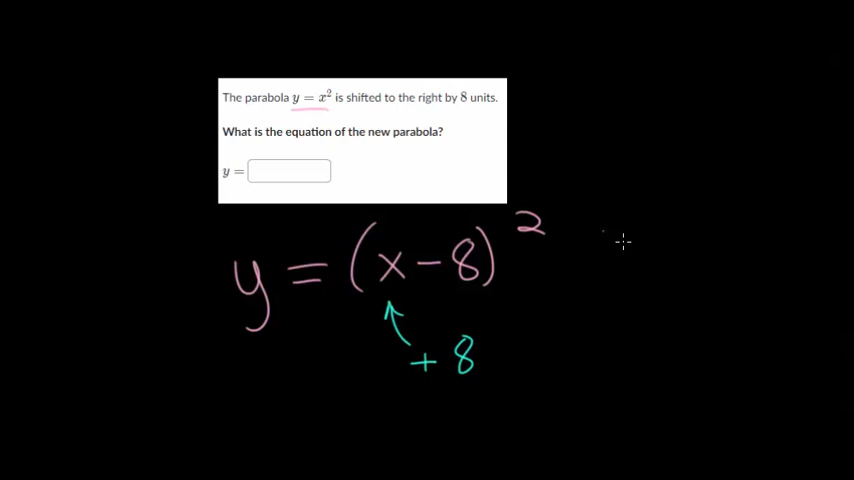 The parabola y = x² is shifted to the right by 8 units.
What is the equation of the new parabola?
y =
y = (x - 8)²
+ 8